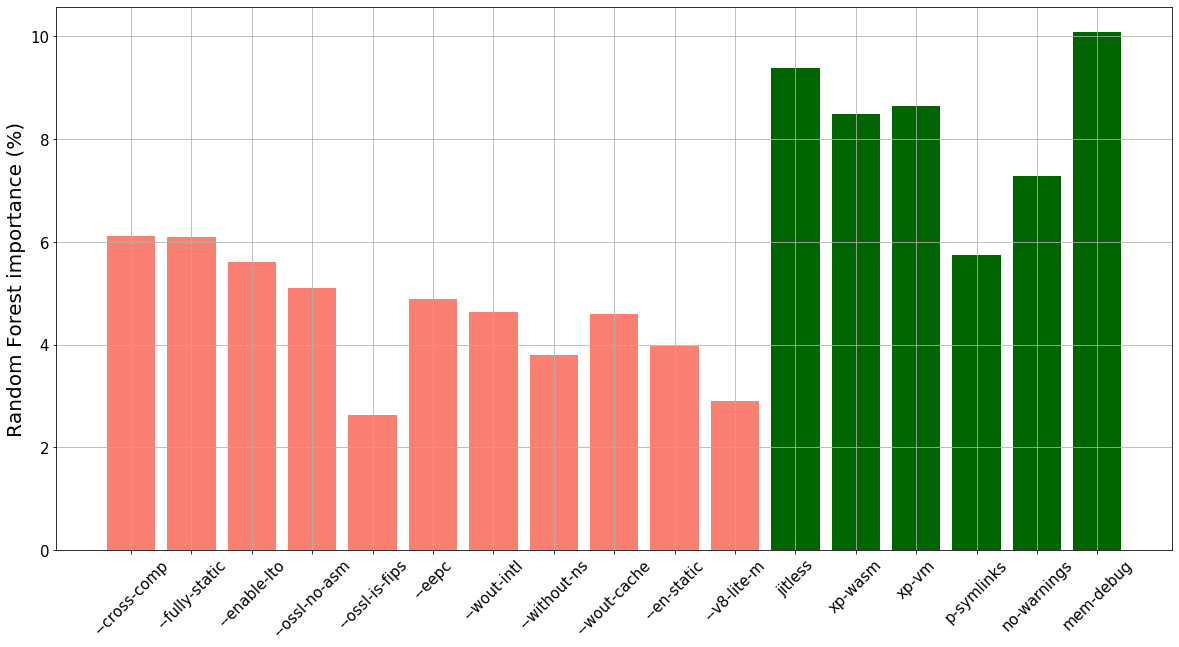 Random Forest importance (%)
10
8
6
4
2
0
--cross-comp
--fully-static
--enable-lto
--ossl-no-asm
--ossl-is-fips
--eepc
--wout-intl
--without-ns
--wout-cache
--en-static
--v8-lite-m
jitless
xp-wasm
xp-vm
p-symlinks
no-warnings
mem-debug